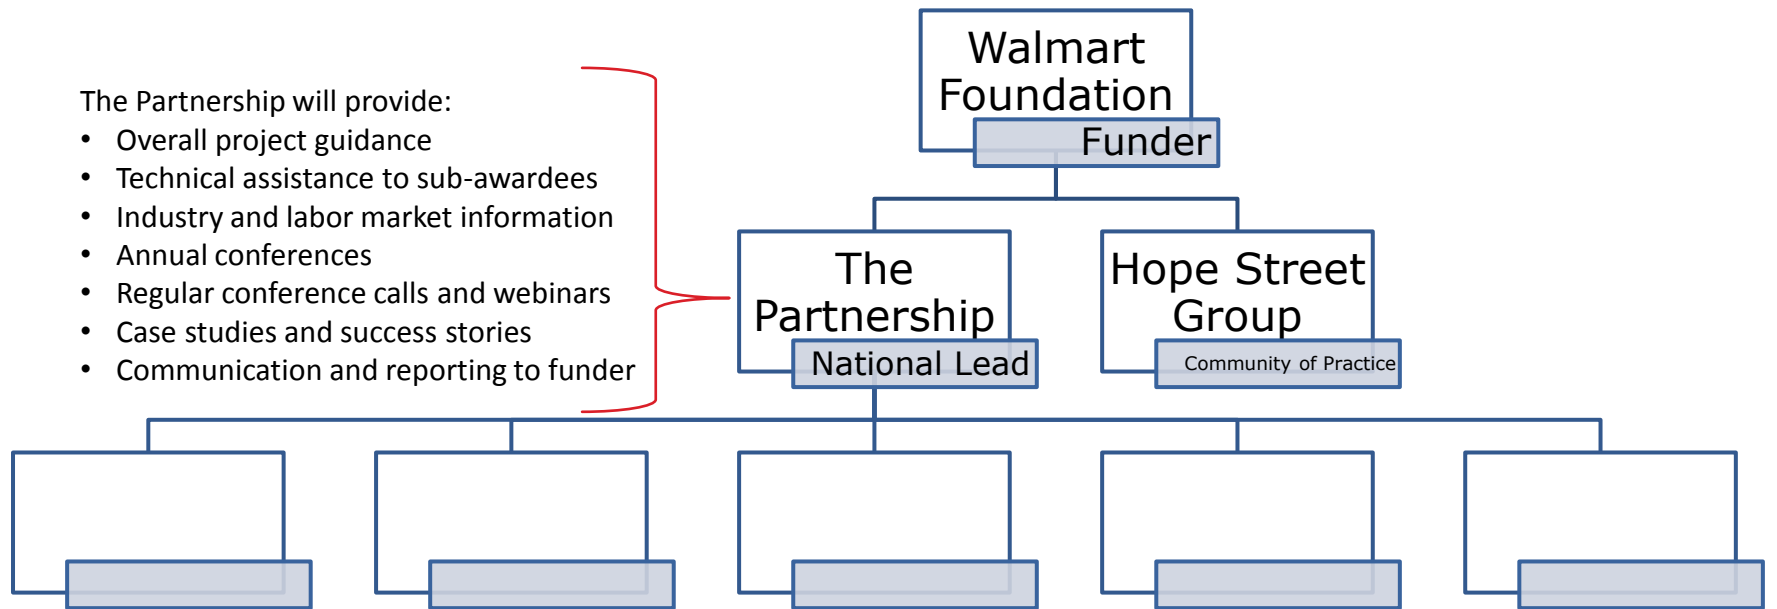 The Partnership will provide:
• Overall project guidance
• Technical assistance to sub-awardees
• Industry and labor market information
• Annual conferences
• Regular conference calls and webinars
• Case studies and success stories
• Communication and reporting to funder
Walmart
Foundation
Funder
The
Partnership
National Lead
Hope Street
Group
Community of Practice